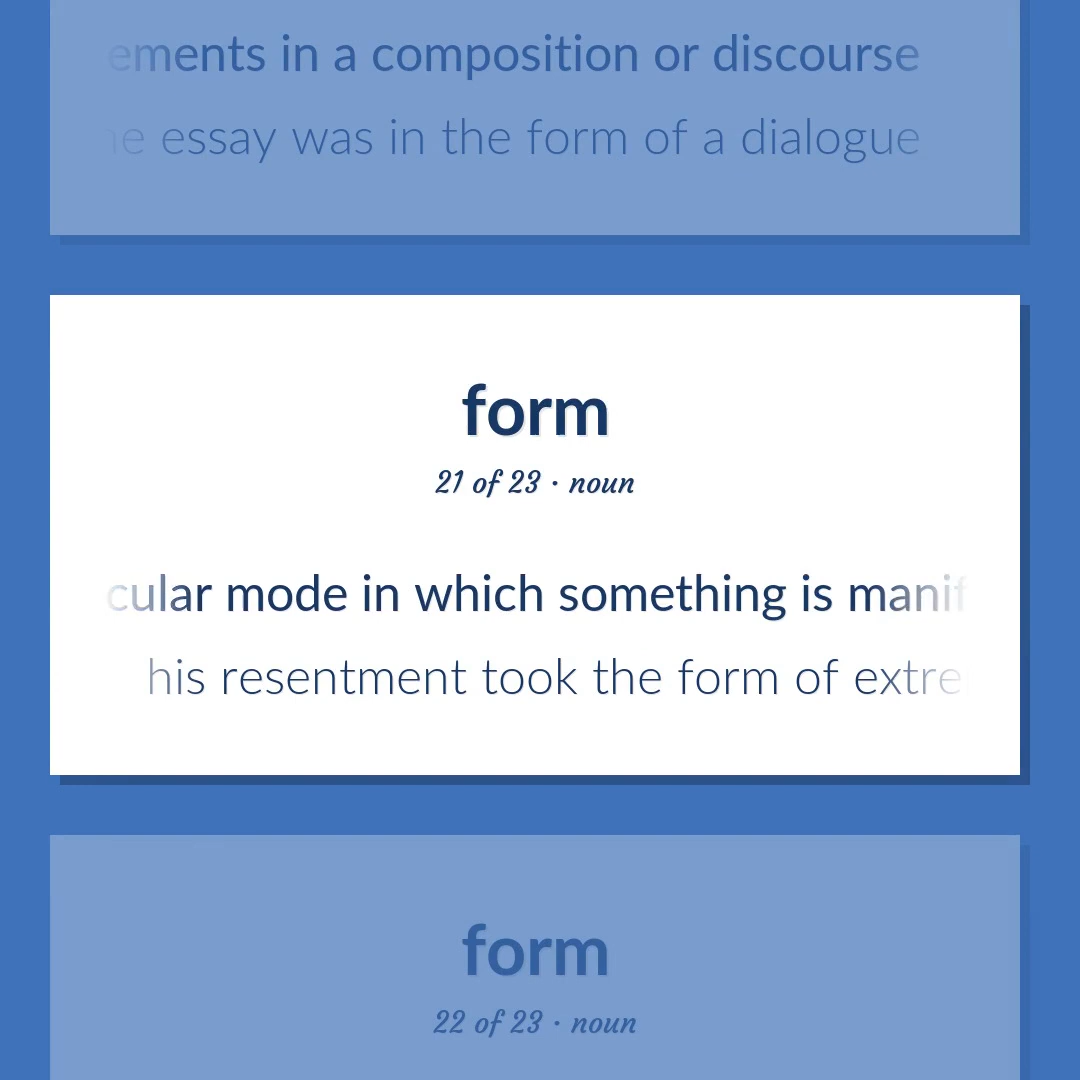 ements in a composition or discourse
e essay was in the form of a dialogue
form
21 of 23 · noun
cular mode in which something is manif
his resentment took the form of extre
form
22 of 23 · noun